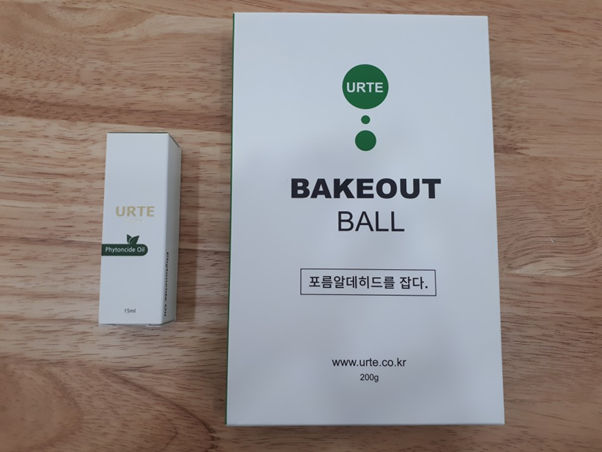 URTE
Phytoncide Oil
15ml
URTE
BAKEOUT
BALL
포름알데히드를 잡다.
www.urte.co.kr
200g